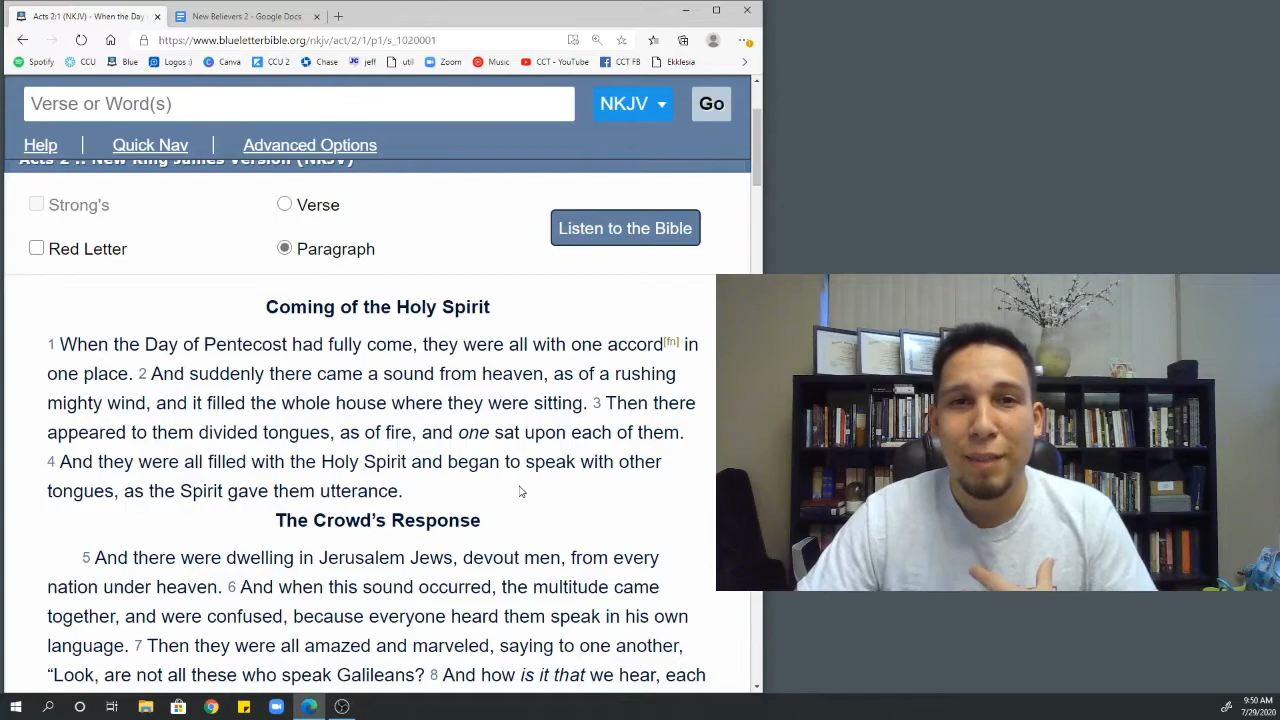 Acts 2:1 (NKJV) - When the Day
New Believers 2 - Google Docs
https://www.blueletterbible.org/nkjv/act/2/1/p1/s_1020001
Spotify CCU Blue Logos :) Canva CCU 2 Chase jeff util Zoom Music CCT - YouTube CCT FB Ekklesia
Verse or Word(s) NKJV Go
Help | Quick Nav | Advanced Options
Acts 2 :: New King James Version (NKJV)
Strong's Verse
Listen to the Bible
Red Letter Paragraph
Coming of the Holy Spirit
1 When the Day of Pentecost had fully come, they were all with one accord[fn] in
one place. 2 And suddenly there came a sound from heaven, as of a rushing
mighty wind, and it filled the whole house where they were sitting. 3 Then there
appeared to them divided tongues, as of fire, and one sat upon each of them.
4 And they were all filled with the Holy Spirit and began to speak with other
tongues, as the Spirit gave them utterance.
The Crowd’s Response
5 And there were dwelling in Jerusalem Jews, devout men, from every
nation under heaven. 6 And when this sound occurred, the multitude came
together, and were confused, because everyone heard them speak in his own
language. 7 Then they were all amazed and marveled, saying to one another,
“Look, are not all these who speak Galileans? 8 And how is it that we hear, each
9:50 AM
7/29/2020